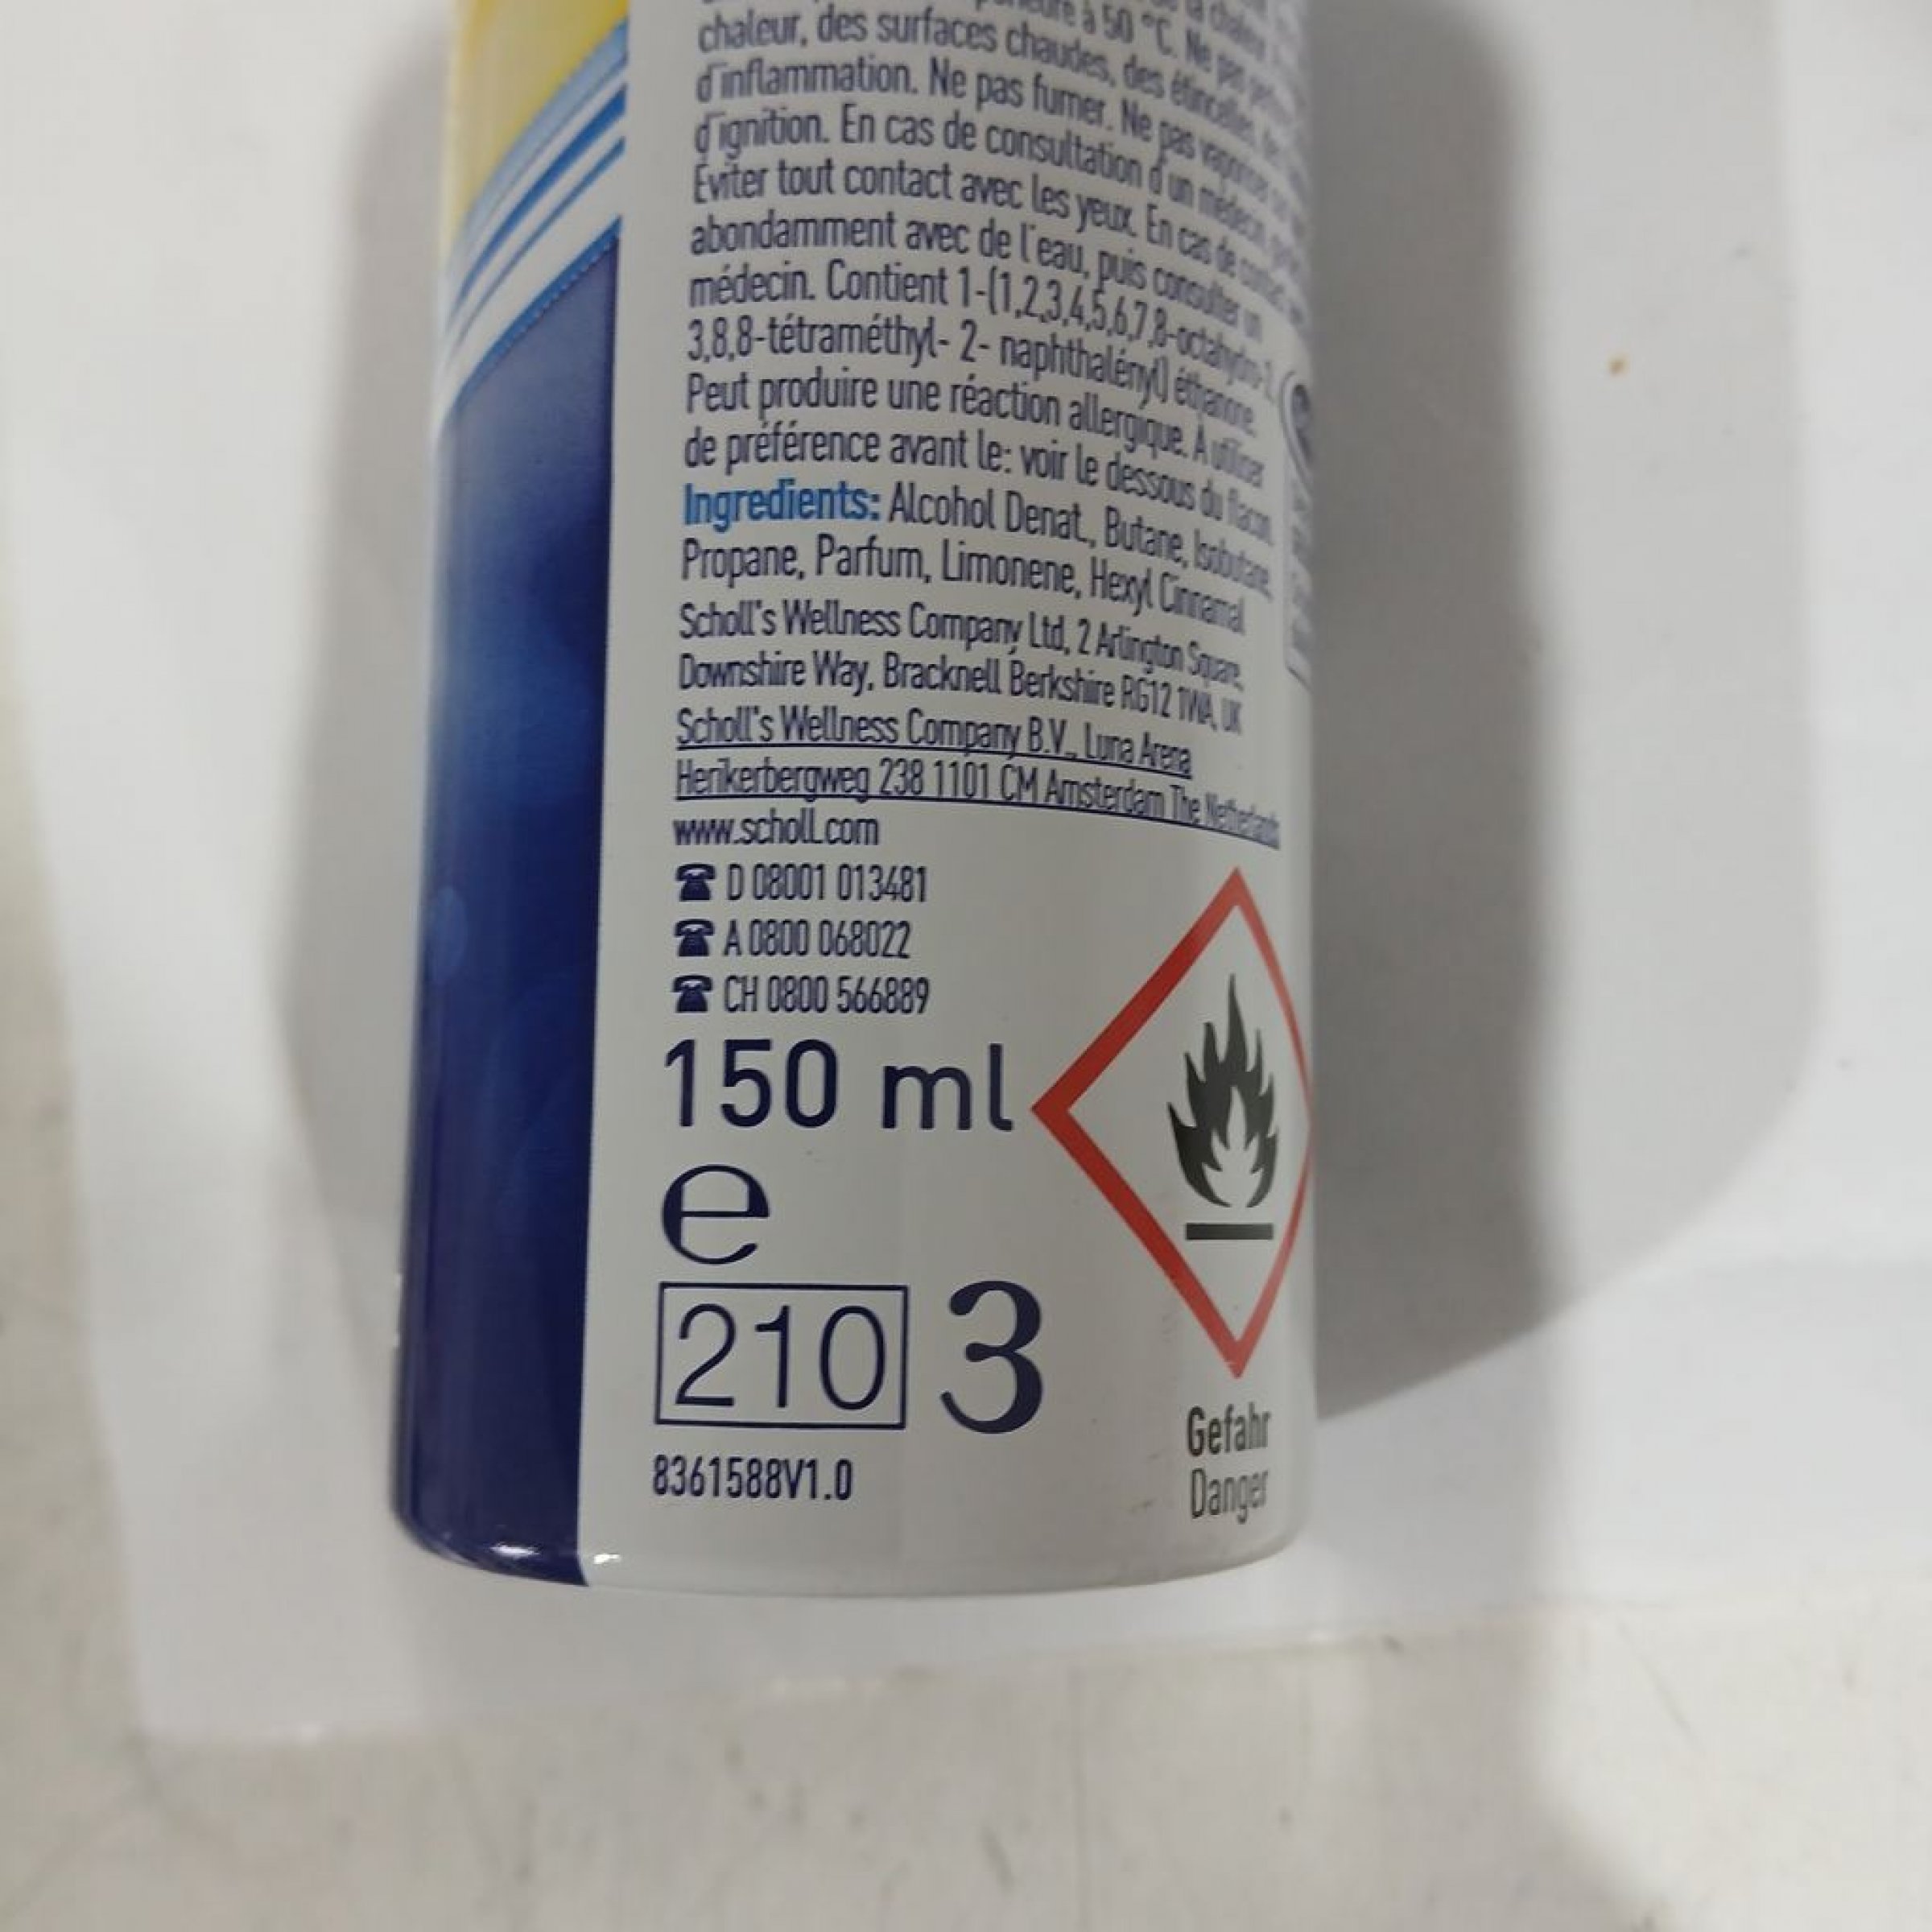 à 50 °C. Ne pas
chaleur, des surfaces chaudes, des étincelles,
d'inflammation. Ne pas fumer. Ne pas vaporiser
d'ignition. En cas de consultation d'un médecin,
Éviter tout contact avec les yeux. En cas de contact
abondamment avec de l'eau, puis consulter un
médecin. Contient 1-(1,2,3,4,5,6,7,8-octahydro-
3,8,8-tétraméthyl- 2- naphthalényl) éthanone.
Peut produire une réaction allergique. À utiliser
de préférence avant le: voir le dessous du flacon.
Ingredients: Alcohol Denat., Butane, Isobutane,
Propane, Parfum, Limonene, Hexyl Cinnamal
Scholl's Wellness Company Ltd, 2 Arlington Square,
Downshire Way, Bracknell Berkshire RG12 1WA, UK
Scholl's Wellness Company B.V., Luna Arena
Herikerbergweg 238 1101 CM Amsterdam The Netherlands
www.scholl.com
D 08001 013481
A 0800 068022
CH 0800 566889
150 ml
e
210 3
8361588V1.0
Gefahr
Danger